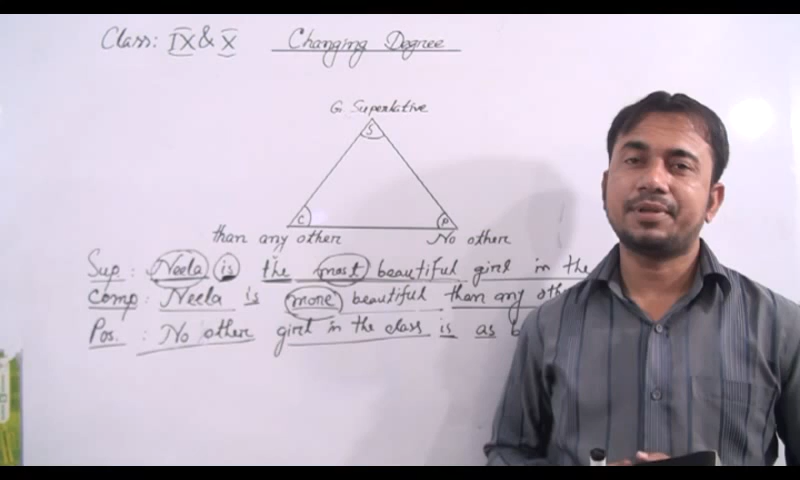 Class: IX & X Changing Degree
G. Superlative
S
C P
than any other No other
Sup: Neela is the most beautiful girl in the
Comp: Neela is more beautiful than any oth
Pos. : No other girl in the class is as b